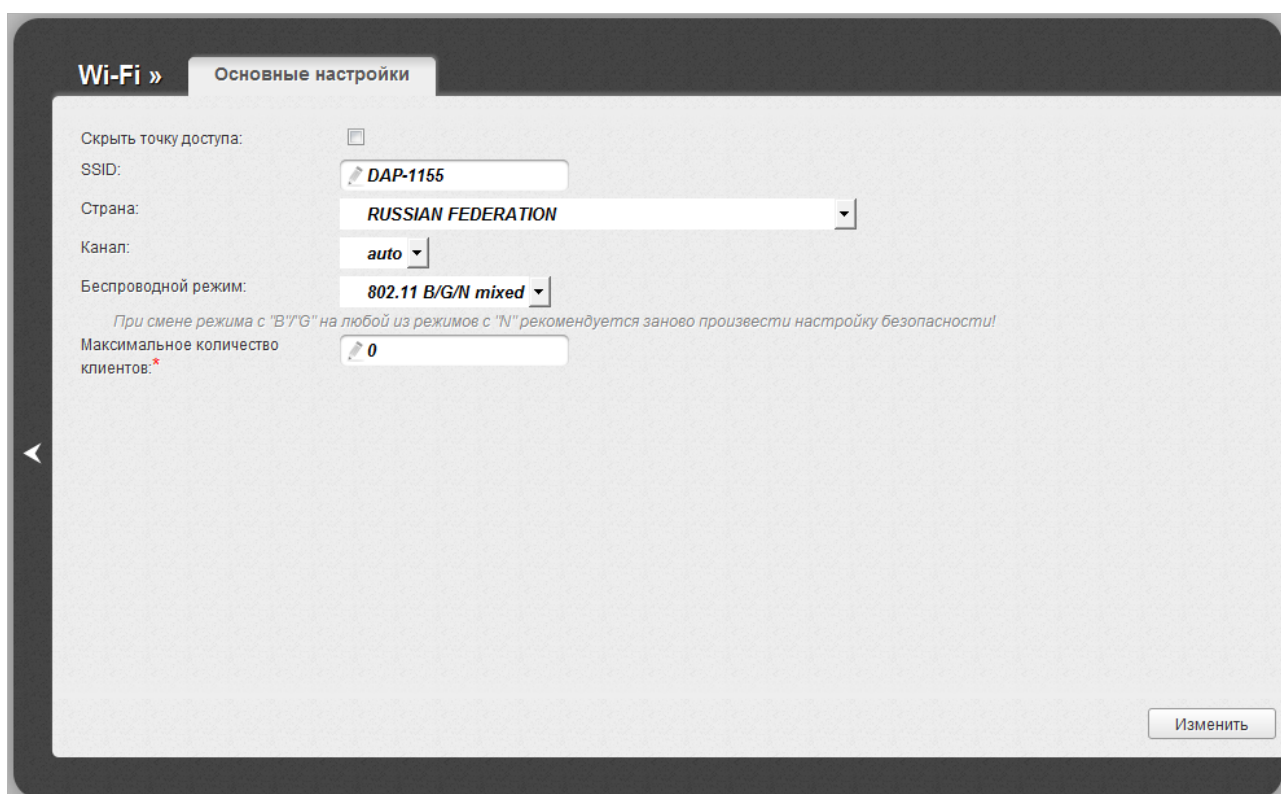 Wi-Fi » Основные настройки
Скрыть точку доступа:
SSID: DAP-1155
Страна: RUSSIAN FEDERATION
Канал: auto
Беспроводной режим: 802.11 B/G/N mixed
При смене режима с "B"/"G" на любой из режимов с "N" рекомендуется заново произвести настройку безопасности!
Максимальное количество
клиентов:* 0
Изменить